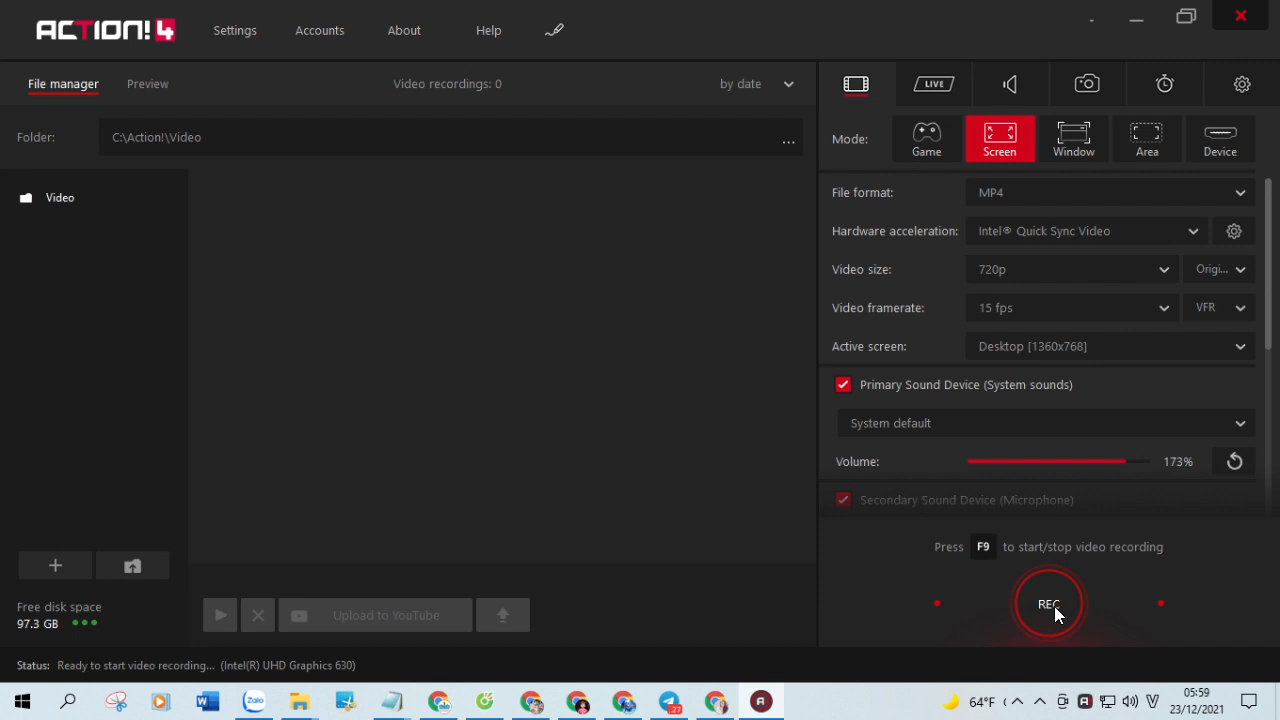 ACTION! 4
Settings
Accounts
About
Help
File manager
Preview
Video recordings: 0
by date
LIVE
Folder:
C:\Action!\Video
...
Mode:
Game
Screen
Window
Area
Device
Video
File format:
MP4
Hardware acceleration:
Intel® Quick Sync Video
Video size:
720p
Origi...
Video framerate:
15 fps
VFR
Active screen:
Desktop [1360x768]
Primary Sound Device (System sounds)
System default
Volume:
173%
Secondary Sound Device (Microphone)
Press F9 to start/stop video recording
REC
Free disk space
97.3 GB
Upload to YouTube
Status: Ready to start video recording... (Intel(R) UHD Graphics 630)
Zalo
27
64°F
05:59
23/12/2021